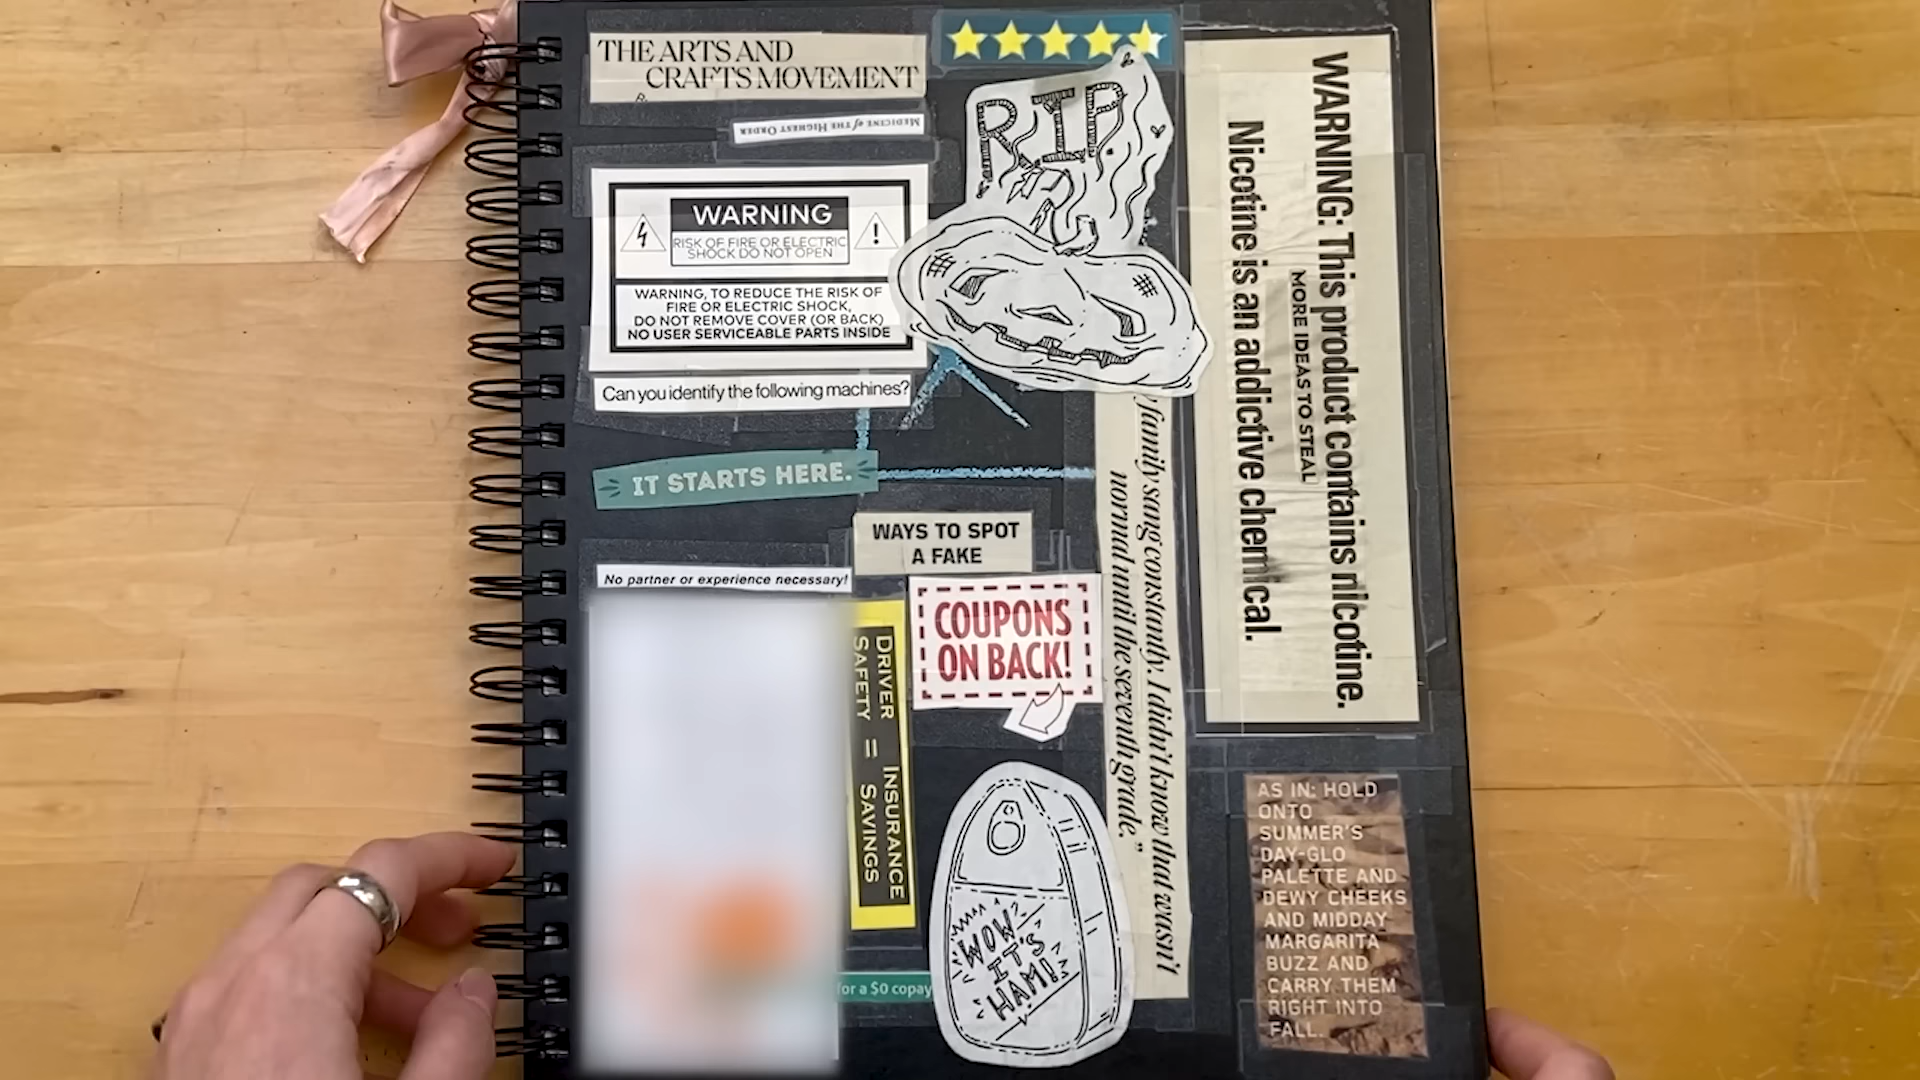 THE ARTS AND
CRAFTS MOVEMENT
MEDICINE of THE HIGHEST ORDER
WARNING
RISK OF FIRE OR ELECTRIC
SHOCK DO NOT OPEN
WARNING, TO REDUCE THE RISK OF
FIRE OR ELECTRIC SHOCK,
DO NOT REMOVE COVER (OR BACK)
NO USER SERVICEABLE PARTS INSIDE
Can you identify the following machines?
IT STARTS HERE.
WAYS TO SPOT
A FAKE
No partner or experience necessary!
DRIVER = INSURANCE
SAFETY SAVINGS
COUPONS
ON BACK!
for a $0 copay
RIP
WOW
IT'S
HAM!
family sang constantly. I didn't know that wasn't
normal until the seventh grade."
WARNING: This product contains nicotine.
MORE IDEAS TO STEAL
Nicotine is an addictive chemical.
AS IN: HOLD
ONTO
SUMMER'S
DAY-GLO
PALETTE AND
DEWY CHEEKS
AND MIDDAY
MARGARITA
BUZZ AND
CARRY THEM
RIGHT INTO
FALL.